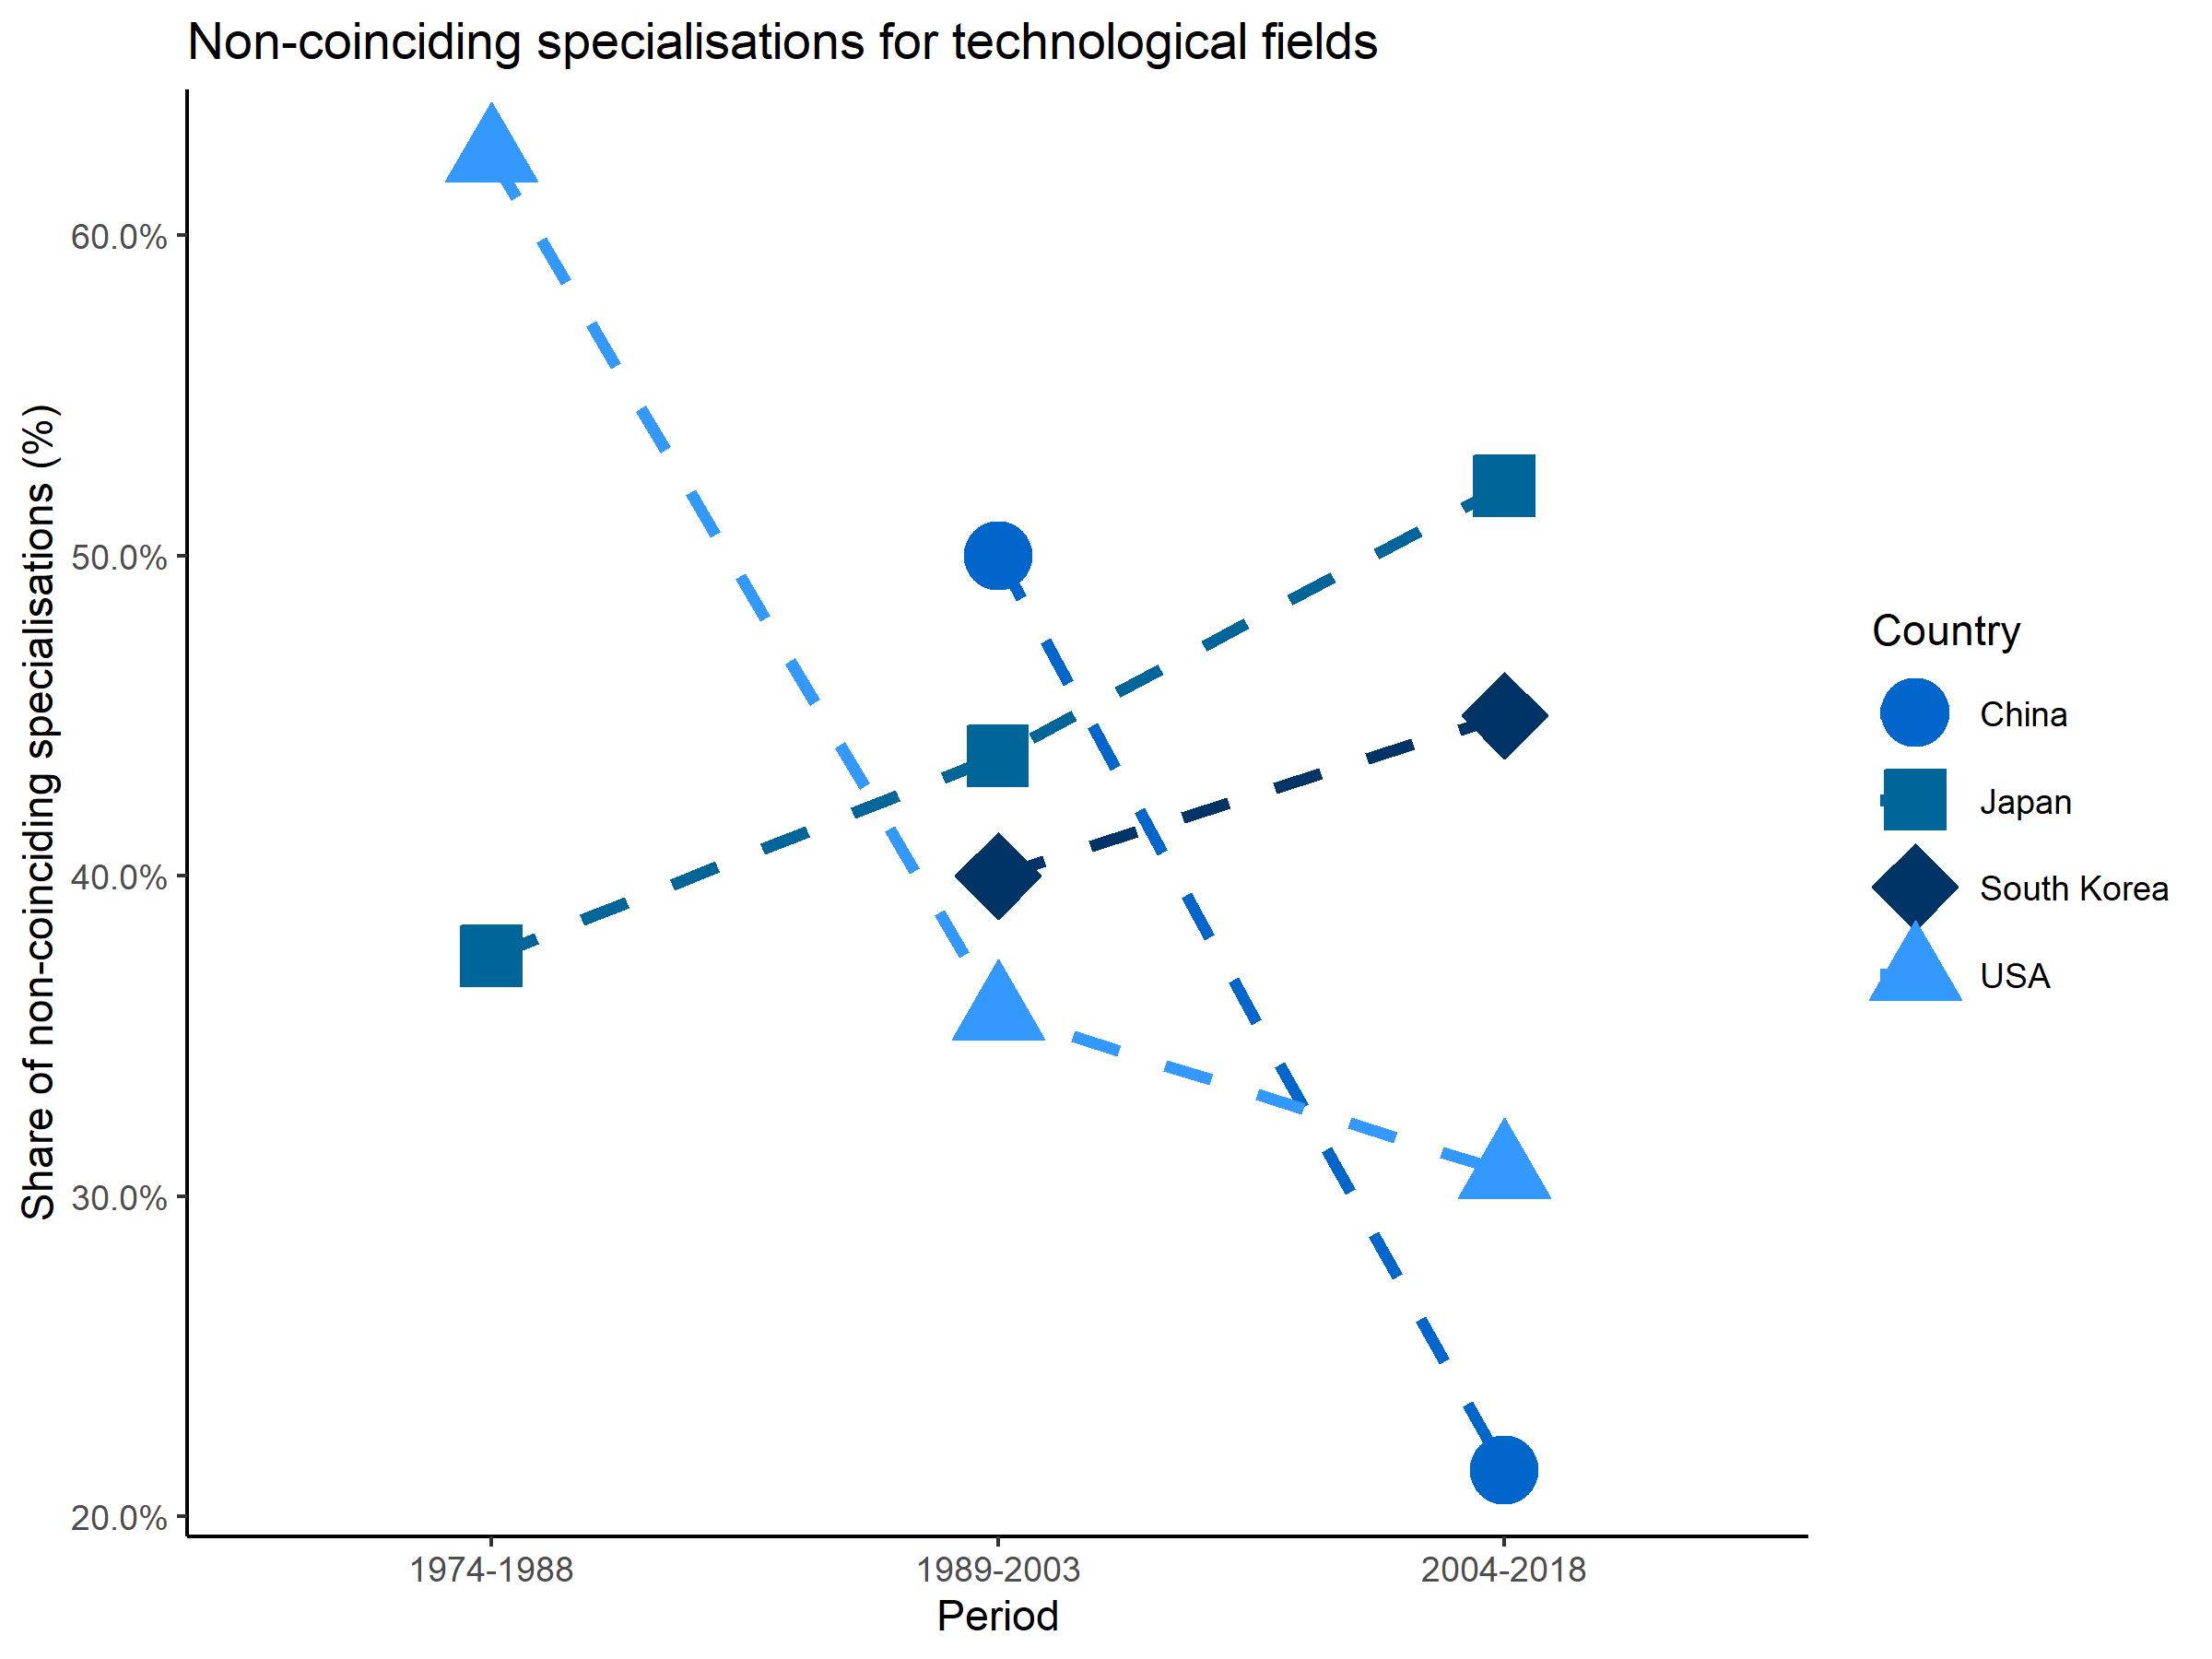 Non-coinciding specialisations for technological fields
Share of non-coinciding specialisations (%)
60.0%
50.0%
40.0%
30.0%
20.0%
1974-1988
1989-2003
2004-2018
Period
Country
China
Japan
South Korea
USA